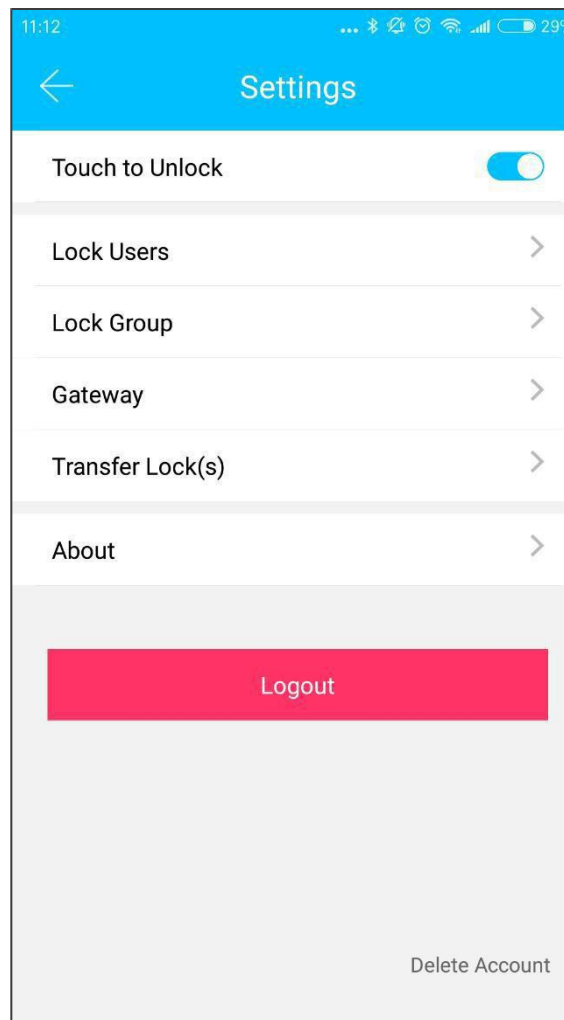 11:12 ... 29%
Settings
Touch to Unlock
Lock Users
Lock Group
Gateway
Transfer Lock(s)
About
Logout
Delete Account